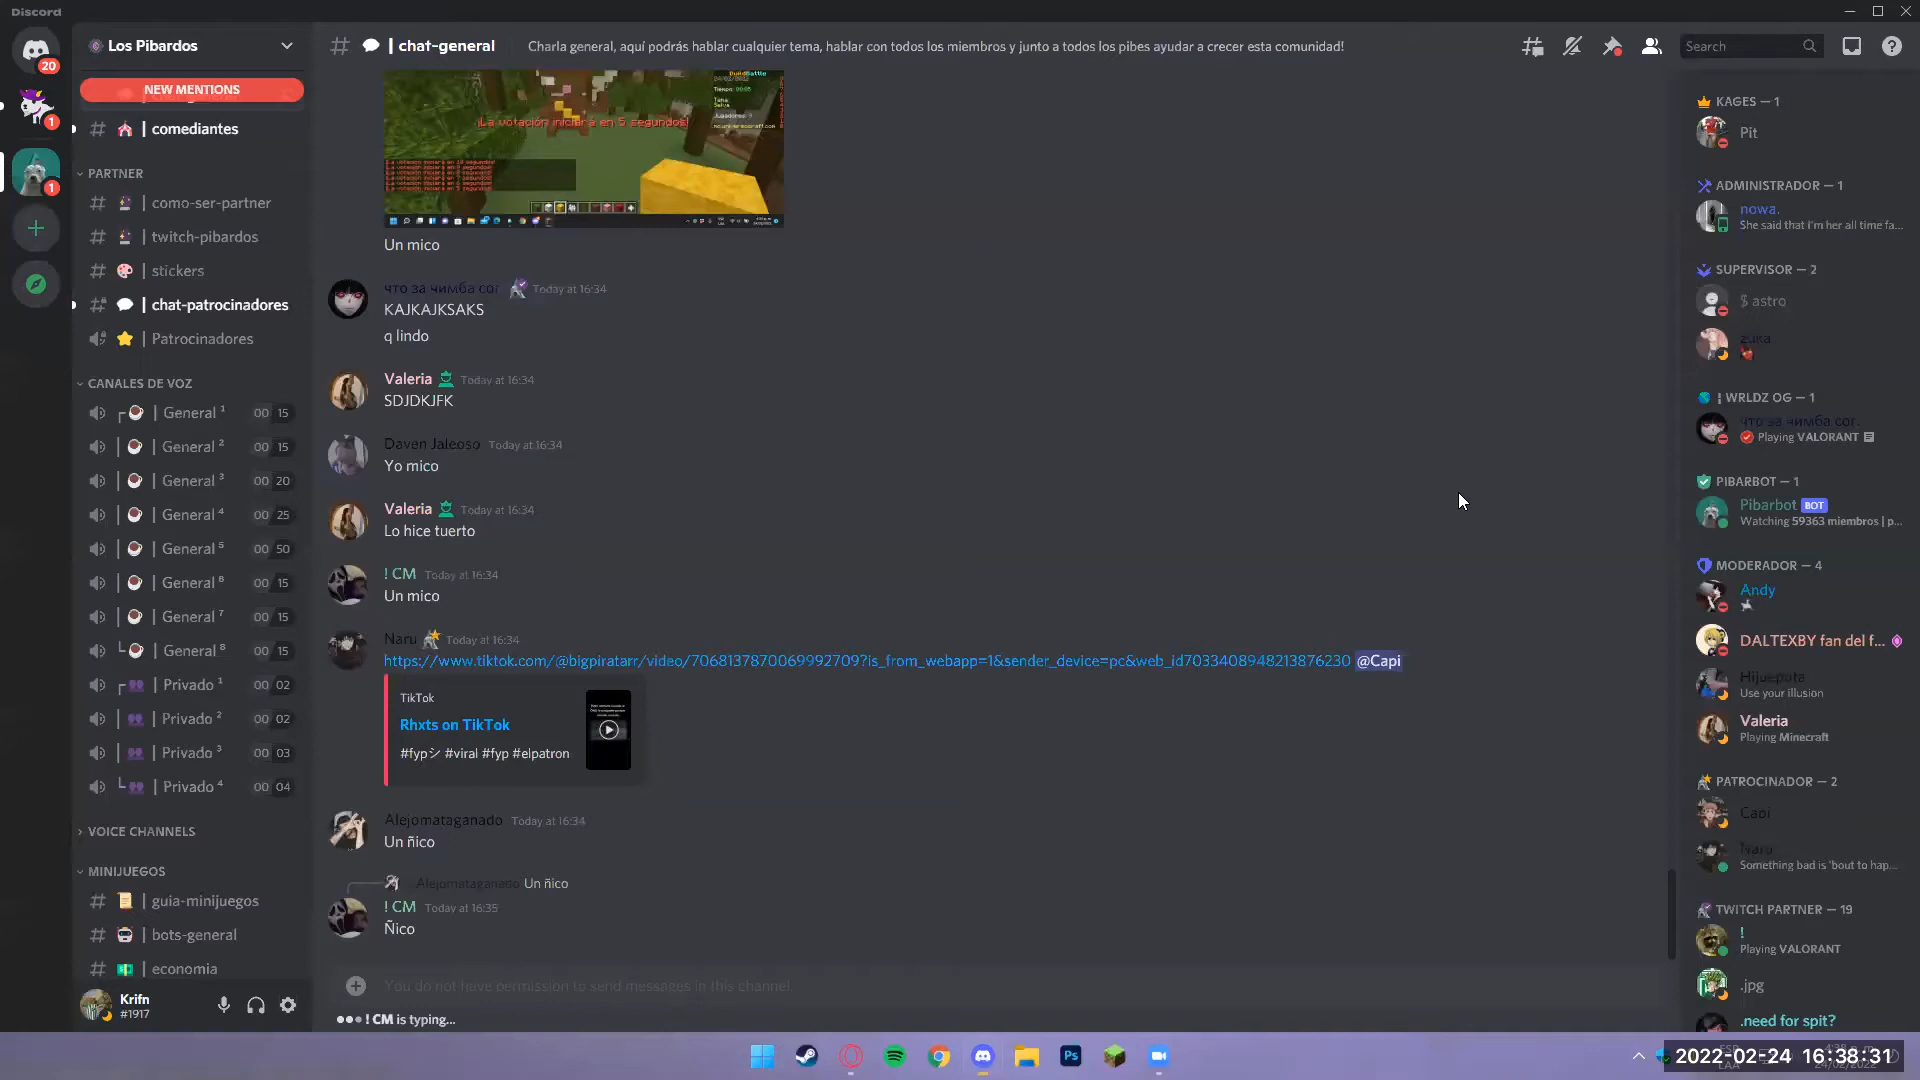 Discord
20
1
1
Los Pibardos
NEW MENTIONS
| comediantes
PARTNER
| como-ser-partner
| twitch-pibardos
| stickers
| chat-patrocinadores
| Patrocinadores
CANALES DE VOZ
┌ | General ¹ 00 15
| | General ² 00 15
| | General ³ 00 20
| | General ⁴ 00 25
| | General ⁵ 00 50
| | General ⁶ 00 15
| | General ⁷ 00 15
└ | General ⁸ 00 15
┌ | Privado ¹ 00 02
| | Privado ² 00 02
| | Privado ³ 00 03
└ | Privado ⁴ 00 04
VOICE CHANNELS
MINIJUEGOS
| guia-minijuegos
| bots-general
| economia
Krifn
#1917
| chat-general
Charla general, aquí podrás hablar cualquier tema, hablar con todos los miembros y junto a todos los pibes ayudar a crecer esta comunidad!
Search
BuildBattle
¡La votación iniciará en 5 segundos!
Un mico
что за чимба сог Today at 16:34
KAJKAJKSAKS
q lindo
Valeria Today at 16:34
SDJDKJFK
Daven Jaleoso Today at 16:34
Yo mico
Valeria Today at 16:34
Lo hice tuerto
! CM Today at 16:34
Un mico
Naru Today at 16:34
https://www.tiktok.com/@bigpiratarr/video/7068137870069992709?is_from_webapp=1&sender_device=pc&web_id7033408948213876230 @Capi
TikTok
Rhxts on TikTok
#fypシ #viral #fyp #elpatron
Alejomataganado Today at 16:34
Un ñico
Alejomataganado Un ñico
! CM Today at 16:35
Ñico
You do not have permission to send messages in this channel.
! CM is typing...
KAGES — 1
Pit
ADMINISTRADOR — 1
nowa.
She said that I'm her all time fa...
SUPERVISOR — 2
$ astro
zuka
¦ WRLDZ OG — 1
что за чимба сог.
Playing VALORANT
PIBARBOT — 1
Pibarbot BOT
Watching 59363 miembros | p...
MODERADOR — 4
Andy
DALTEXBY fan del f...
Hijueputa
Use your illusion
Valeria
Playing Minecraft
PATROCINADOR — 2
Capi
Naru
Something bad is 'bout to hap...
TWITCH PARTNER — 19
!
Playing VALORANT
.jpg
.need for spit?
Ps
2022-02-24 16:38:31